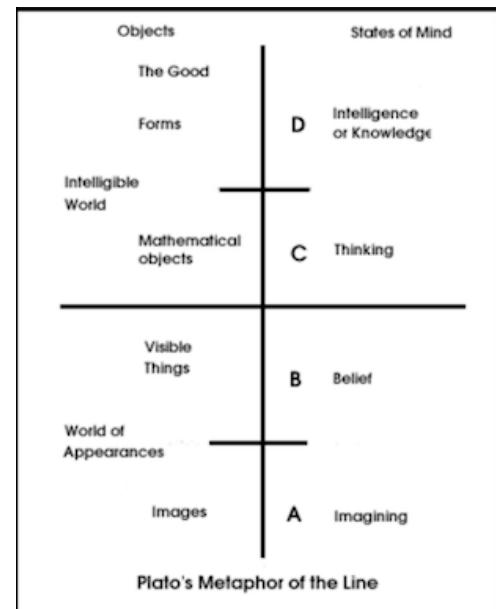 Objects States of Mind
The Good
Forms D Intelligence
or Knowledge
Intelligible
World
Mathematical
objects C Thinking
Visible
Things B Belief
World of
Appearances
Images A Imagining
Plato's Metaphor of the Line